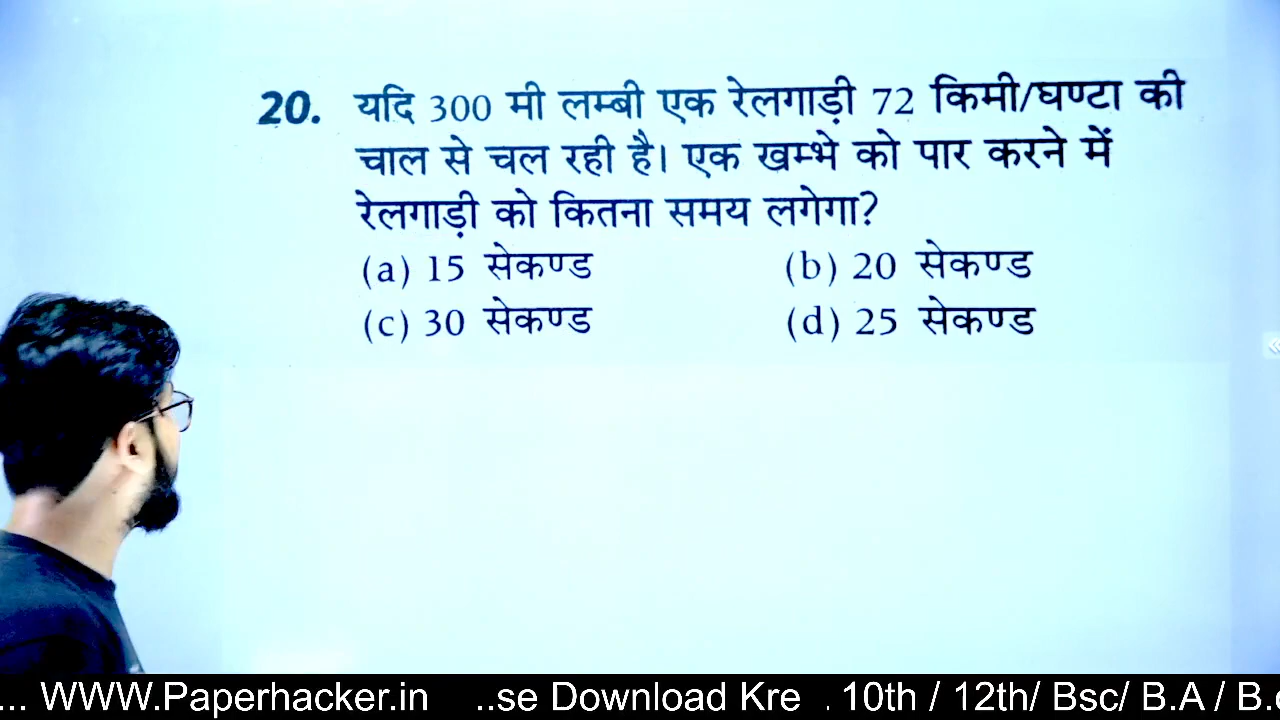 20. यदि 300 मी लम्बी एक रेलगाड़ी 72 किमी/घण्टा की
चाल से चल रही है। एक खम्भे को पार करने में
रेलगाड़ी को कितना समय लगेगा?
(a) 15 सेकण्ड (b) 20 सेकण्ड
(c) 30 सेकण्ड (d) 25 सेकण्ड
... WWW.Paperhacker.in ..se Download Kre . 10th / 12th/ Bsc/ B.A / B.